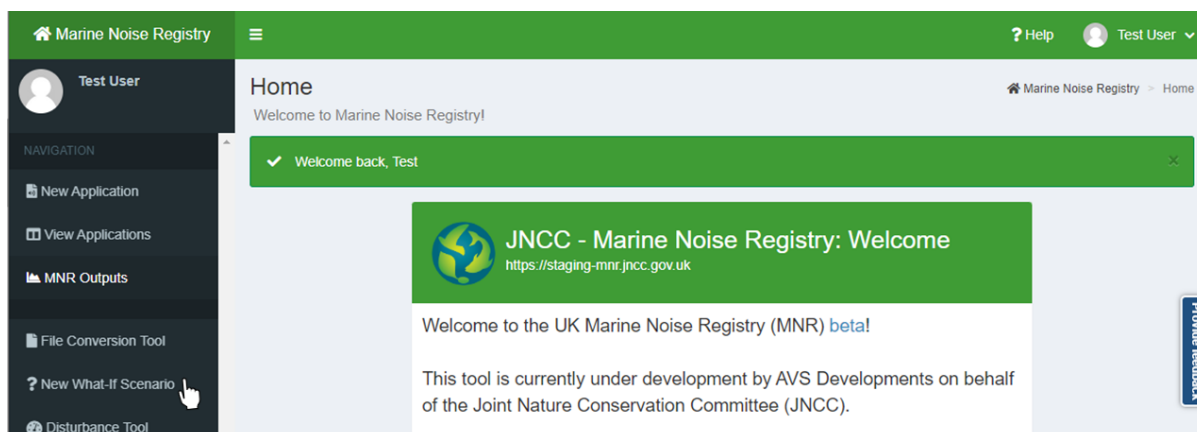 Marine Noise Registry
? Help
Test User
Test User
Home
Marine Noise Registry > Home
Welcome to Marine Noise Registry!
NAVIGATION
Welcome back, Test
×
New Application
View Applications
MNR Outputs
File Conversion Tool
? New What-If Scenario
Disturbance Tool
JNCC - Marine Noise Registry: Welcome
https://staging-mnr.jncc.gov.uk
Welcome to the UK Marine Noise Registry (MNR) beta!
This tool is currently under development by AVS Developments on behalf
of the Joint Nature Conservation Committee (JNCC).
Provide feedback